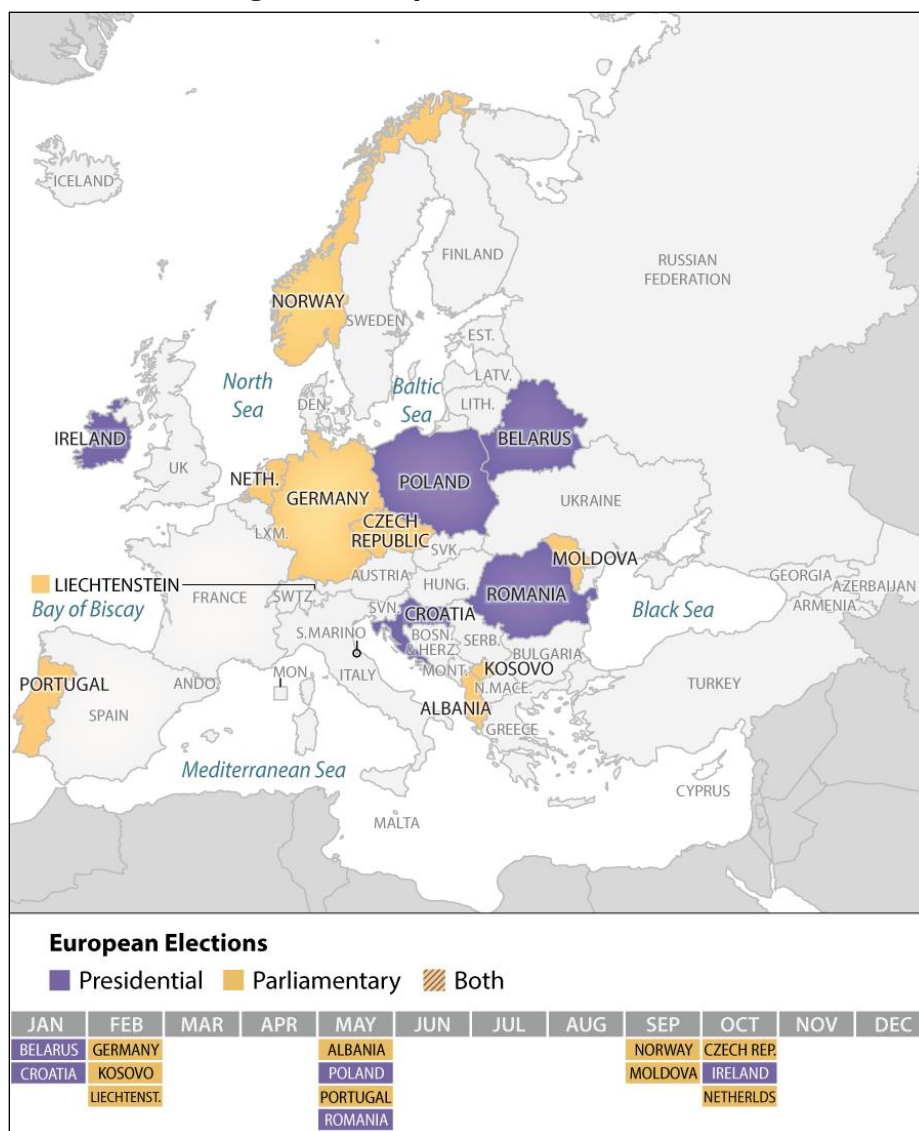 ICELAND
FINLAND
RUSSIAN
FEDERATION
NORWAY
SWEDEN
EST.
North
Sea
Baltic
Sea
LATV.
DEN.
LITH.
IRELAND
BELARUS
UK
NETH.
POLAND
GERMANY
UKRAINE
CZECH
REPUBLIC
LXM.
SVK.
MOLDOVA
LIECHTENSTEIN
AUSTRIA
HUNG.
Bay of Biscay
FRANCE
SWTZ.
ROMANIA
GEORGIA
AZERBAIJAN
ARMENIA
SVN.
CROATIA
Black Sea
S.MARINO
BOSN.
& HERZ.
SERB.
BULGARIA
PORTUGAL
ANDO.
MON.
ITALY
MONT.
KOSOVO
N.MACE.
TURKEY
SPAIN
ALBANIA
GREECE
Mediterranean Sea
CYPRUS
MALTA
European Elections
Presidential Parliamentary Both
JAN FEB MAR APR MAY JUN JUL AUG SEP OCT NOV DEC
BELARUS GERMANY ALBANIA NORWAY CZECH REP.
CROATIA KOSOVO POLAND MOLDOVA IRELAND
LIECHTENST. PORTUGAL NETHERLDS
ROMANIA